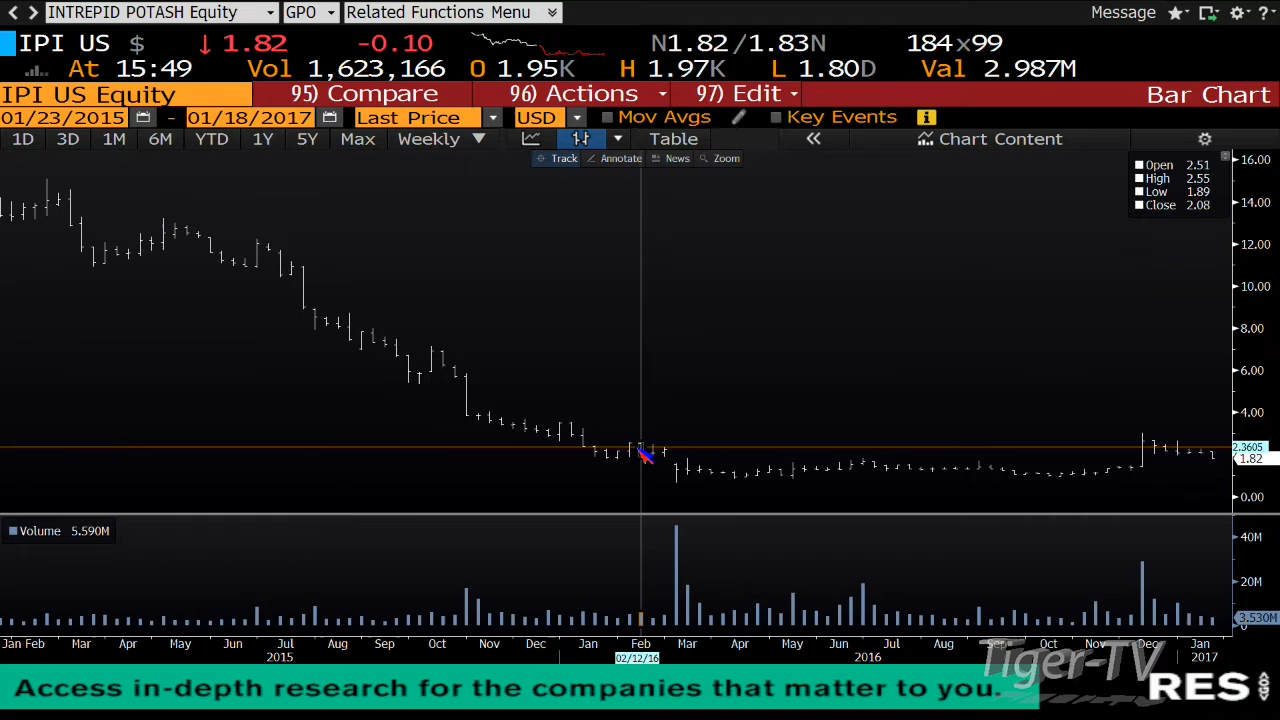 INTREPID POTASH Equity GPO Related Functions Menu Message
IPI US $ ↓ 1.82 -0.10 N1.82 /1.83N 184x99
At 15:49 Vol 1,623,166 O 1.95K H 1.97K L 1.80D Val 2.987M
IPI US Equity 95) Compare 96) Actions 97) Edit Bar Chart
01/23/2015 - 01/18/2017 Last Price USD Mov Avgs Key Events
1D 3D 1M 6M YTD 1Y 5Y Max Weekly Table « Chart Content
Track Annotate News Zoom
Open 2.51
High 2.55
Low 1.89
Close 2.08
16.00
14.00
12.00
10.00
8.00
6.00
4.00
2.3605
1.82
0.00
Volume 5.590M
40M
20M
3.530M
0
Jan Feb Mar Apr May Jun Jul Aug Sep Oct Nov Dec Jan Feb Mar Apr May Jun Jul Aug Sep Oct Nov Dec Jan
2015 02/12/16 2016 2017
Tiger-TV
Access in-depth research for the companies that matter to you.
RES